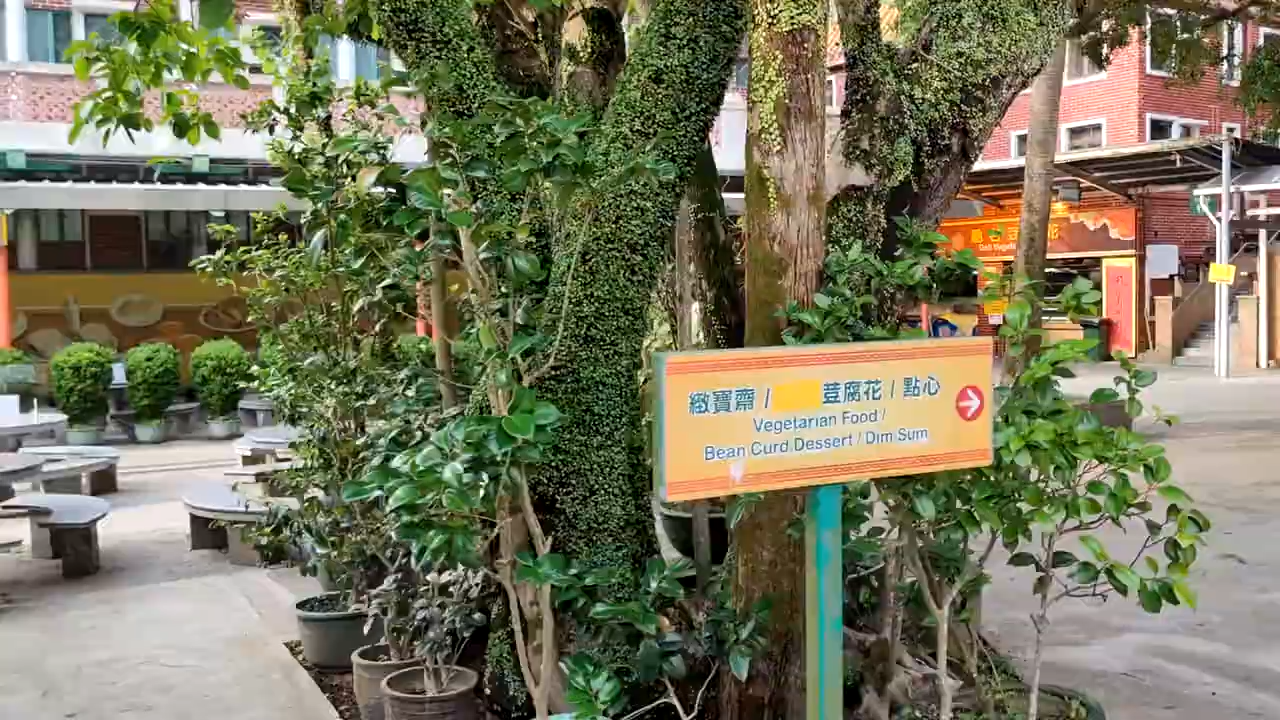 緻寶齋 / 荳腐花 / 點心
Vegetarian Food /
Bean Curd Dessert / Dim Sum